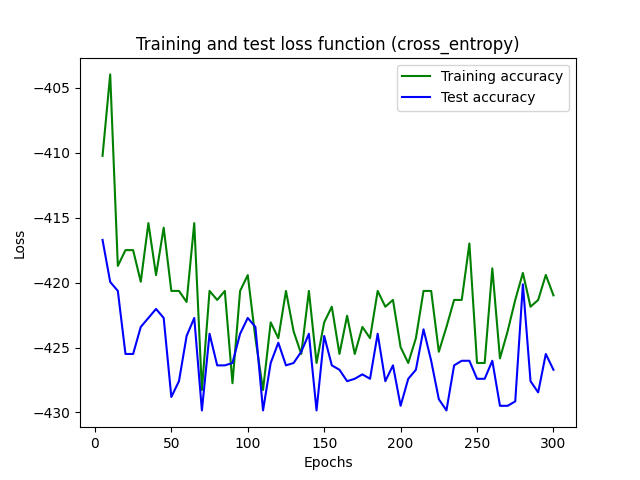 Training and test loss function (cross_entropy)
Training accuracy
Test accuracy
Loss
−405
−410
−415
−420
−425
−430
0 50 100 150 200 250 300
Epochs